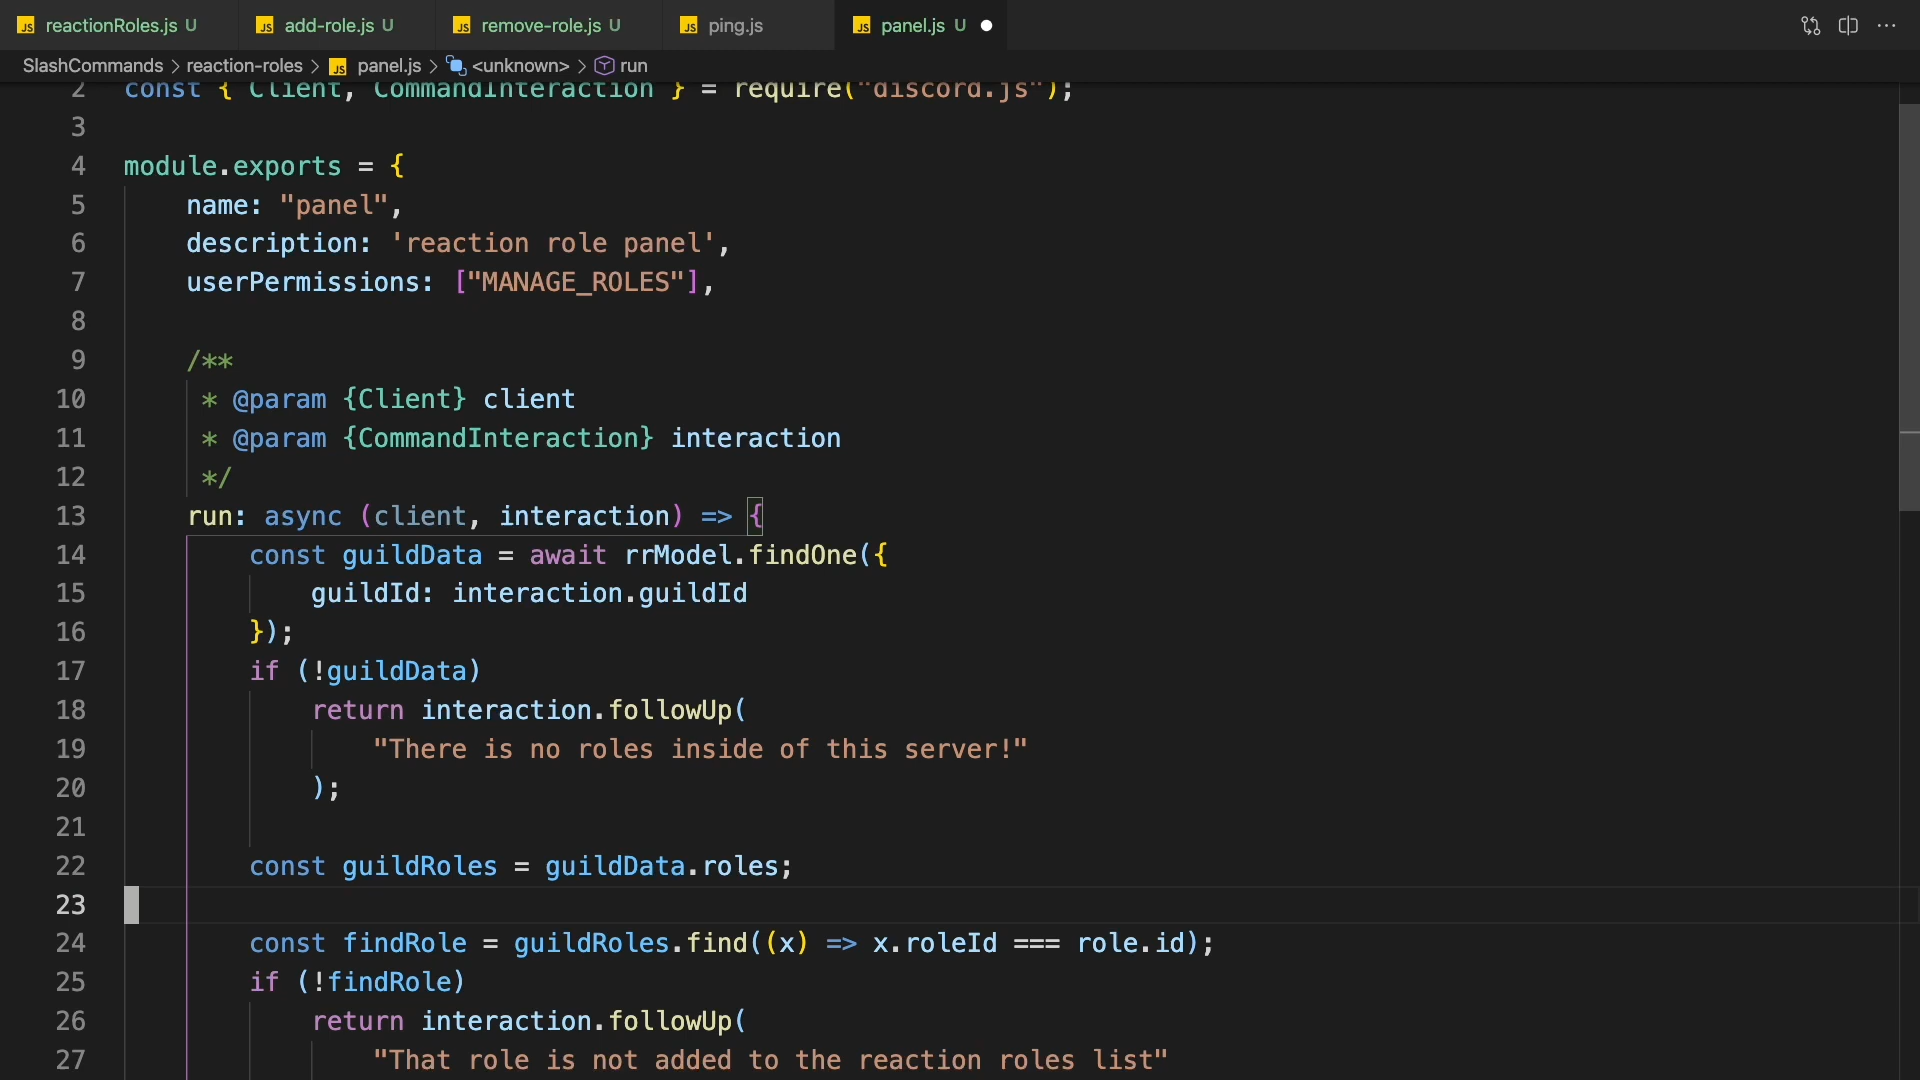 reactionRoles.js U add-role.js U remove-role.js U ping.js panel.js U
SlashCommands > reaction-roles > panel.js > <unknown> > run
2 const { Client, CommandInteraction } = require("discord.js");
3
4 module.exports = {
5 name: "panel",
6 description: 'reaction role panel',
7 userPermissions: ["MANAGE_ROLES"],
8
9 /**
10 * @param {Client} client
11 * @param {CommandInteraction} interaction
12 */
13 run: async (client, interaction) => {
14 const guildData = await rrModel.findOne({
15 guildId: interaction.guildId
16 });
17 if (!guildData)
18 return interaction.followUp(
19 "There is no roles inside of this server!"
20 );
21
22 const guildRoles = guildData.roles;
23
24 const findRole = guildRoles.find((x) => x.roleId === role.id);
25 if (!findRole)
26 return interaction.followUp(
27 "That role is not added to the reaction roles list"